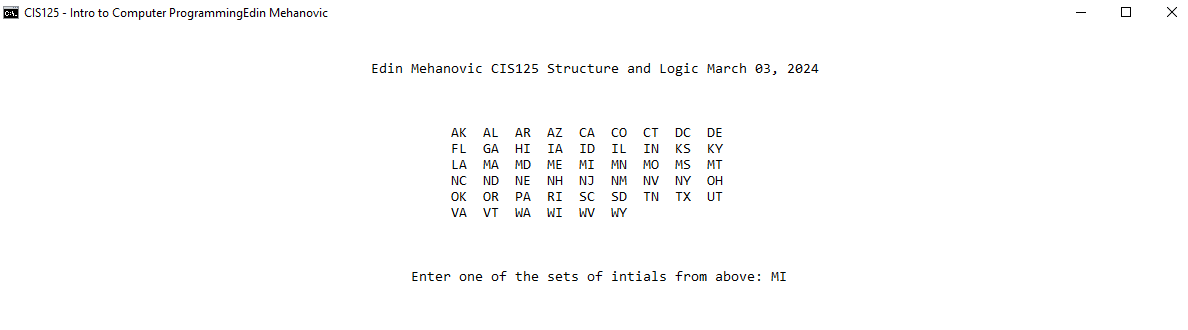 CIS125 - Intro to Computer ProgrammingEdin Mehanovic
Edin Mehanovic CIS125 Structure and Logic March 03, 2024
AK AL AR AZ CA CO CT DC DE
FL GA HI IA ID IL IN KS KY
LA MA MD ME MI MN MO MS MT
NC ND NE NH NJ NM NV NY OH
OK OR PA RI SC SD TN TX UT
VA VT WA WI WV WY
Enter one of the sets of intials from above: MI